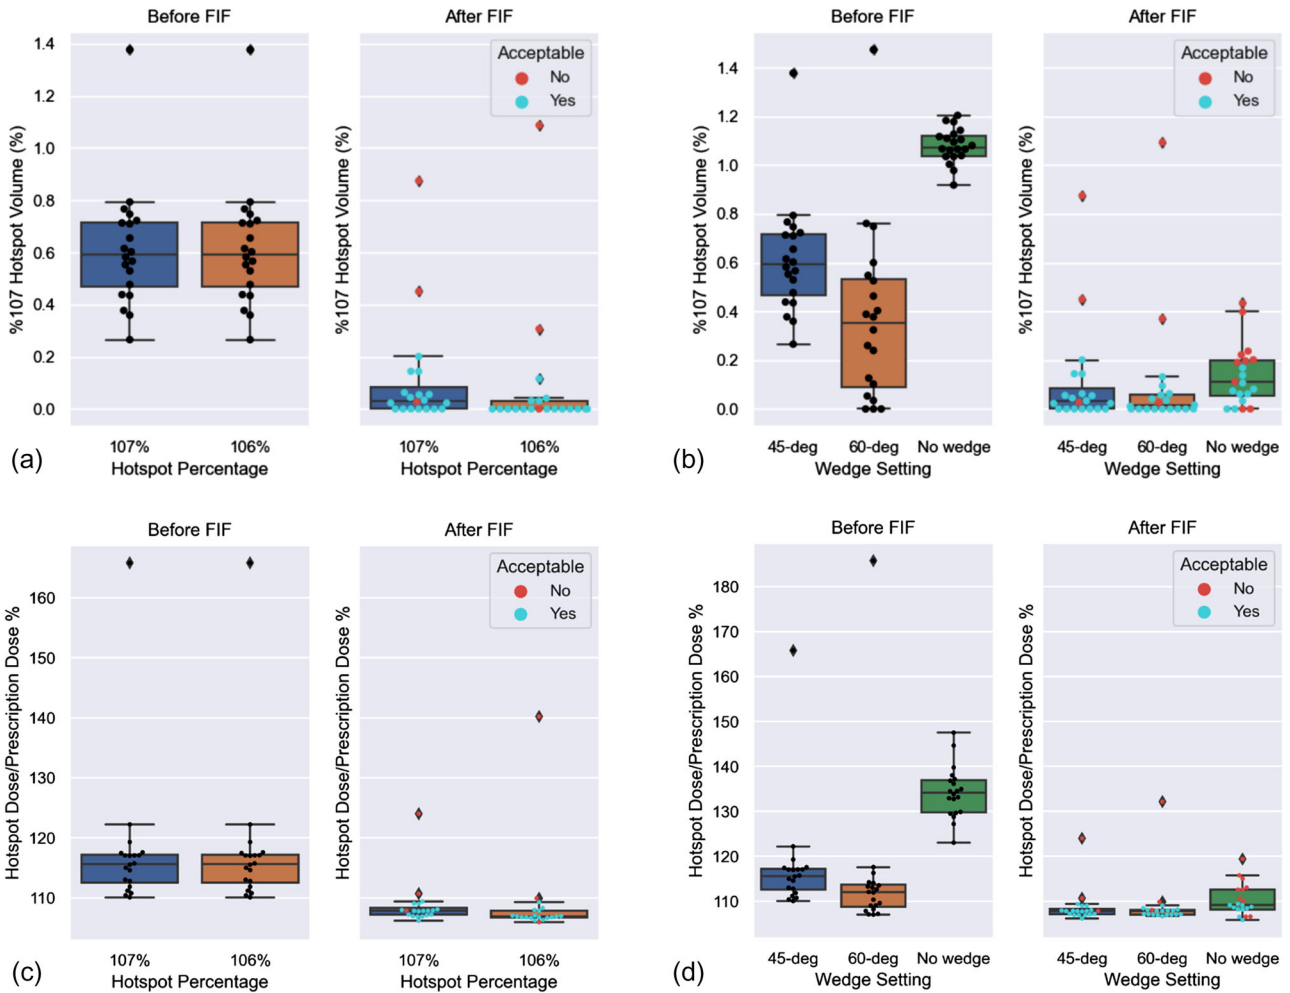 Before FIF
After FIF
%107 Hotspot Volume (%)
1.4
1.2
1.0
0.8
0.6
0.4
0.2
0.0
%107 Hotspot Volume (%)
Acceptable
No
Yes
107%
106%
107%
106%
(a)
Hotspot Percentage
Hotspot Percentage
Before FIF
After FIF
%107 Hotspot Volume (%)
1.4
1.2
1.0
0.8
0.6
0.4
0.2
0.0
%107 Hotspot Volume (%)
Acceptable
No
Yes
45-deg
60-deg
No wedge
45-deg
60-deg
No wedge
(b)
Wedge Setting
Wedge Setting
Before FIF
After FIF
Hotspot Dose/Prescription Dose %
160
150
140
130
120
110
Hotspot Dose/Prescription Dose %
Acceptable
No
Yes
107%
106%
107%
106%
(c)
Hotspot Percentage
Hotspot Percentage
Before FIF
After FIF
Hotspot Dose/Prescription Dose %
180
170
160
150
140
130
120
110
Hotspot Dose/Prescription Dose %
Acceptable
No
Yes
45-deg
60-deg
No wedge
45-deg
60-deg
No wedge
(d)
Wedge Setting
Wedge Setting